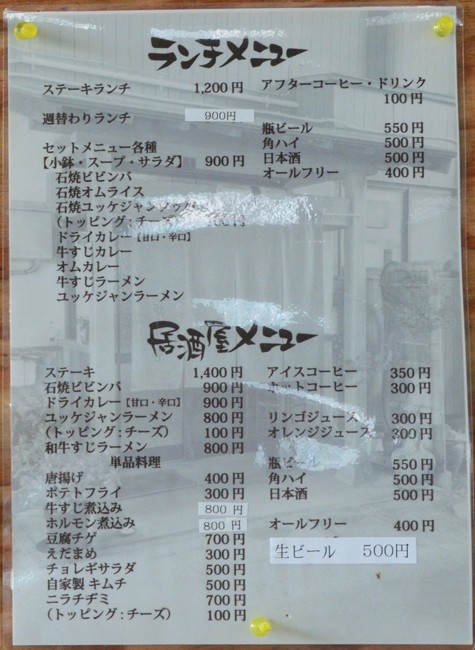 ランチメニュー
ステーキランチ 1,200円
週替わりランチ 900円
セットメニュー各種
【小鉢・スープ・サラダ】 900円
石焼ビビンバ
石焼オムライス
石焼ユッケジャン
(トッピング:チーズ)
ドライカレー【甘口・辛口】
牛すじカレー
オムカレー
牛すじラーメン
ユッケジャンラーメン
アフターコーヒー・ドリンク
100円
瓶ビール 550円
角ハイ 500円
日本酒 500円
オールフリー 400円
居酒屋メニュー
ステーキ 1,400円
石焼ビビンバ 900円
ドライカレー【甘口・辛口】 900円
ユッケジャンラーメン 800円
(トッピング:チーズ) 100円
和牛すじラーメン 800円
単品料理
唐揚げ 400円
ポテトフライ 300円
牛すじ煮込み 800円
ホルモン煮込み 800円
豆腐チゲ 700円
えだまめ 300円
チョレギサラダ 500円
自家製 キムチ 500円
ニラチヂミ 700円
(トッピング:チーズ) 100円
アイスコーヒー 350円
ホットコーヒー 300円
リンゴジュース 300円
オレンジジュース 300円
瓶ビール 550円
角ハイ 500円
日本酒 500円
オールフリー 400円
生ビール 500円